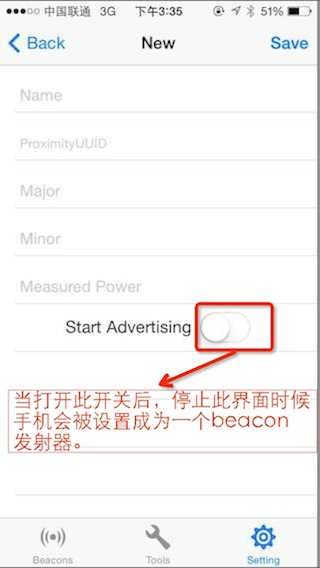 中国联通 3G 下午3:35 51%
Back New Save
Name
ProximityUUID
Major
Minor
Measured Power
Start Advertising
当打开此开关后，停止此界面时候
手机会被设置成为一个beacon
发射器。
Beacons Tools Setting